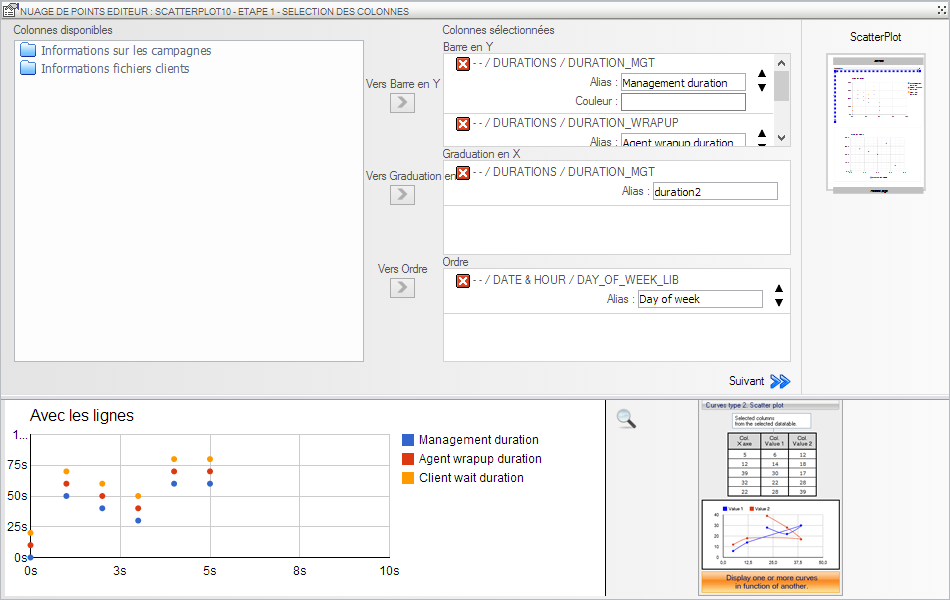 NUAGE DE POINTS EDITEUR : SCATTERPLOT10 - ETAPE 1 - SELECTION DES COLONNES
Colonnes disponibles
Informations sur les campagnes
Informations fichiers clients
Vers Barre en Y
Vers Graduation en
Vers Ordre
Colonnes sélectionnées
Barre en Y
- - / DURATIONS / DURATION_MGT
Alias : Management duration
Couleur :
- - / DURATIONS / DURATION_WRAPUP
Alias : Agent wrapup duration
Graduation en X
- - / DURATIONS / DURATION_MGT
Alias : duration2
Ordre
- - / DATE & HOUR / DAY_OF_WEEK_LIB
Alias : Day of week
Suivant
ScatterPlot
Avec les lignes
1...
75s
50s
25s
0s
0s 3s 5s 8s 10s
Management duration
Agent wrapup duration
Client wait duration
Curves type 2: Scatter plot
Selected columns
from the selected datatable.
Col. X axe Col. Value 1 Col. Value 2
5 6 12
12 14 18
39 30 17
32 22 28
22 28 39
Value 1 Value 2
40
30
20
10
0
0,0 12,5 25,0 37,5 50,0
Display one or more curves
in function of another.